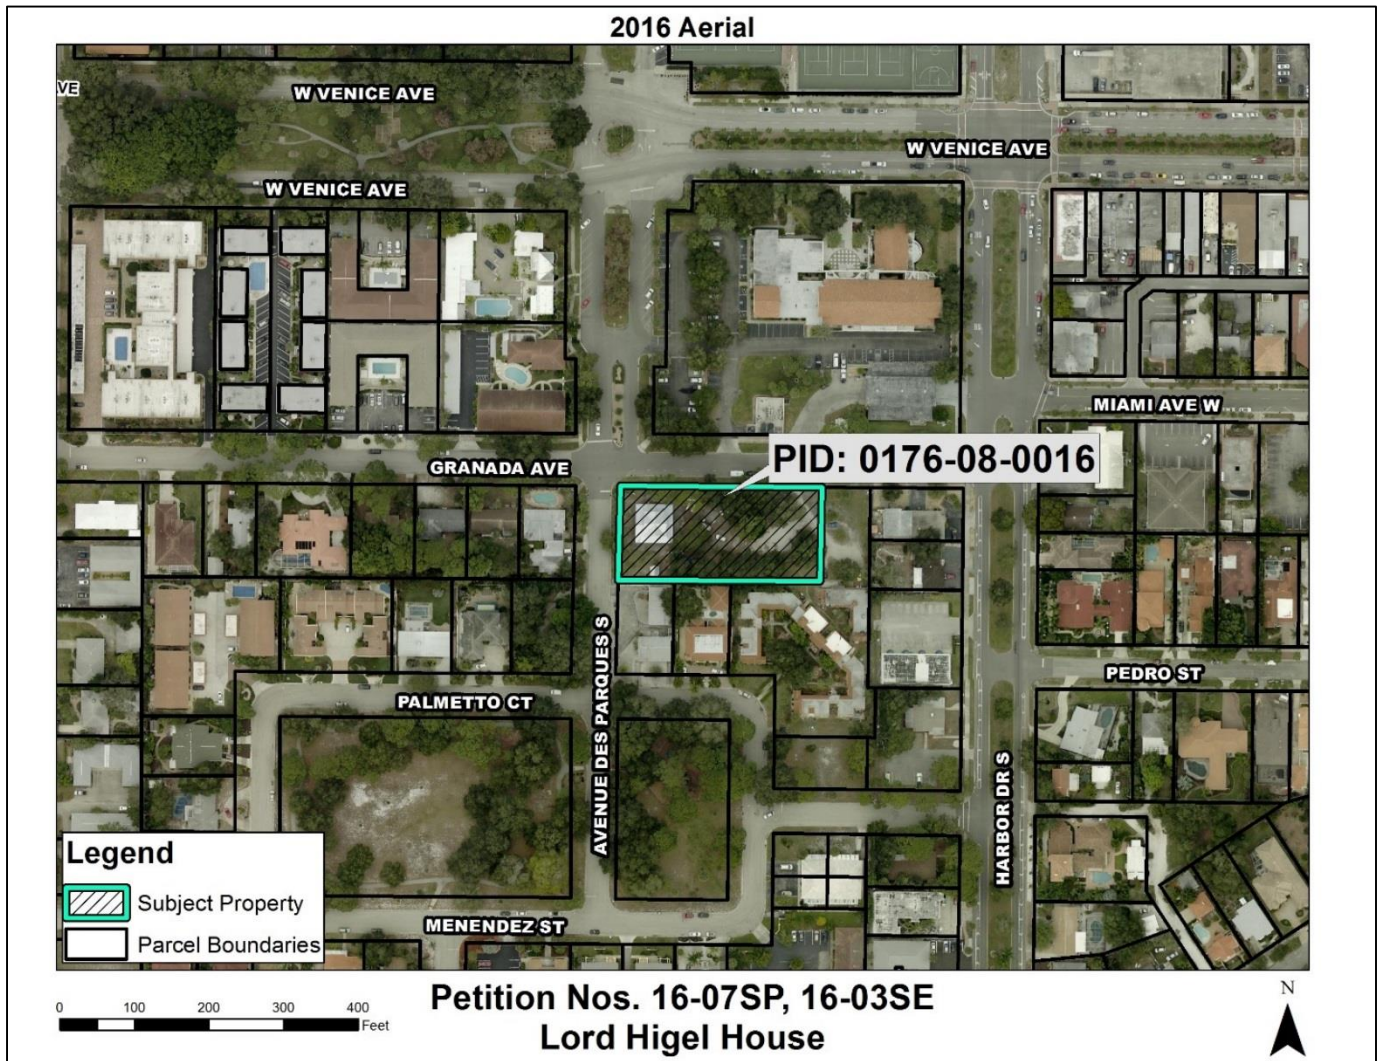 2016 Aerial
VE
W VENICE AVE
W VENICE AVE
W VENICE AVE
MIAMI AVE W
GRANADA AVE
PID: 0176-08-0016
AVENUE DES PARQUES S
PEDRO ST
PALMETTO CT
HARBOR DR S
MENENDEZ ST
Legend
Subject Property
Parcel Boundaries
0 100 200 300 400
Feet
Petition Nos. 16-07SP, 16-03SE
Lord Higel House
N